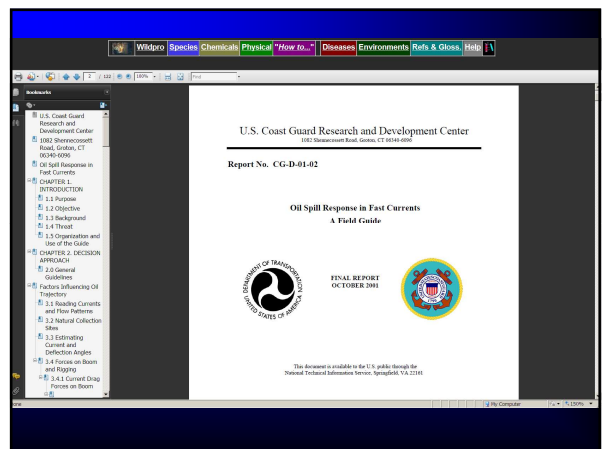 Wildpro Species Chemicals Physical "How to..." Diseases Environments Refs & Gloss. Help
2 / 122 100% Find
Bookmarks
U.S. Coast Guard
Research and
Development Center
1082 Shennecossett
Road, Groton, CT
06340-6096
Oil Spill Response in
Fast Currents
CHAPTER 1.
INTRODUCTION
1.1 Purpose
1.2 Objective
1.3 Background
1.4 Threat
1.5 Organization and
Use of the Guide
CHAPTER 2. DECISION
APPROACH
2.0 General
Guidelines
Factors Influencing Oil
Trajectory
3.1 Reading Currents
and Flow Patterns
3.2 Natural Collection
Sites
3.3 Estimating
Current and
Deflection Angles
3.4 Forces on Boom
and Rigging
3.4.1 Current Drag
Forces on Boom
U.S. Coast Guard Research and Development Center
1082 Shennecossett Road, Groton, CT 06340-6096
Report No. CG-D-01-02
Oil Spill Response in Fast Currents
A Field Guide
DEPARTMENT OF TRANSPORTATION
UNITED STATES OF AMERICA
FINAL REPORT
OCTOBER 2001
This document is available to the U.S. public through the
National Technical Information Service, Springfield, VA 22161
one
My Computer
150%